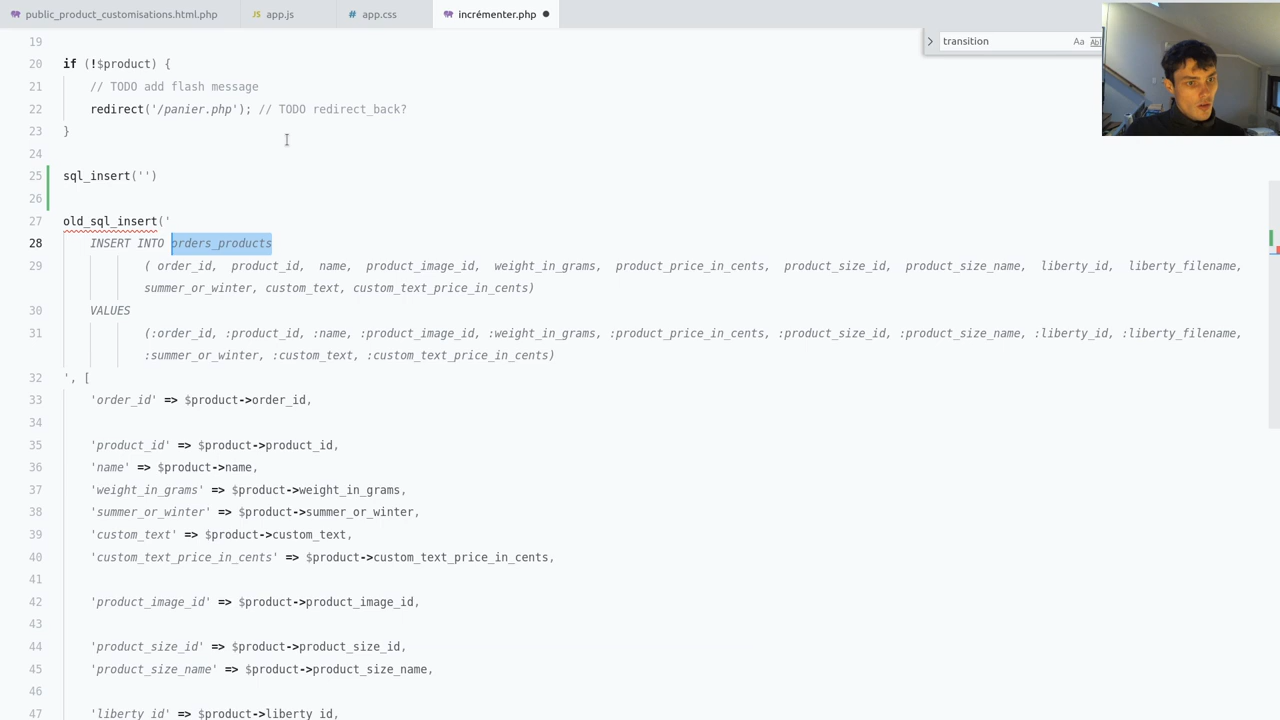 public_product_customisations.html.php app.js app.css incrémenter.php
JS
#
transition Aa Ab
19
20 if (!$product) {
21 // TODO add flash message
22 redirect('/panier.php'); // TODO redirect_back?
23 }
24
25 sql_insert('')
26
27 old_sql_insert('
28 INSERT INTO orders_products
29 ( order_id,  product_id,  name,  product_image_id,  weight_in_grams,  product_price_in_cents,  product_size_id,  product_size_name,  liberty_id,  liberty_filename,
summer_or_winter, custom_text, custom_text_price_in_cents)
30 VALUES
31 (:order_id, :product_id, :name, :product_image_id, :weight_in_grams, :product_price_in_cents, :product_size_id, :product_size_name, :liberty_id, :liberty_filename,
:summer_or_winter, :custom_text, :custom_text_price_in_cents)
32 ', [
33 'order_id' => $product->order_id,
34
35 'product_id' => $product->product_id,
36 'name' => $product->name,
37 'weight_in_grams' => $product->weight_in_grams,
38 'summer_or_winter' => $product->summer_or_winter,
39 'custom_text' => $product->custom_text,
40 'custom_text_price_in_cents' => $product->custom_text_price_in_cents,
41
42 'product_image_id' => $product->product_image_id,
43
44 'product_size_id' => $product->product_size_id,
45 'product_size_name' => $product->product_size_name,
46
47 'liberty_id' => $product->liberty_id,